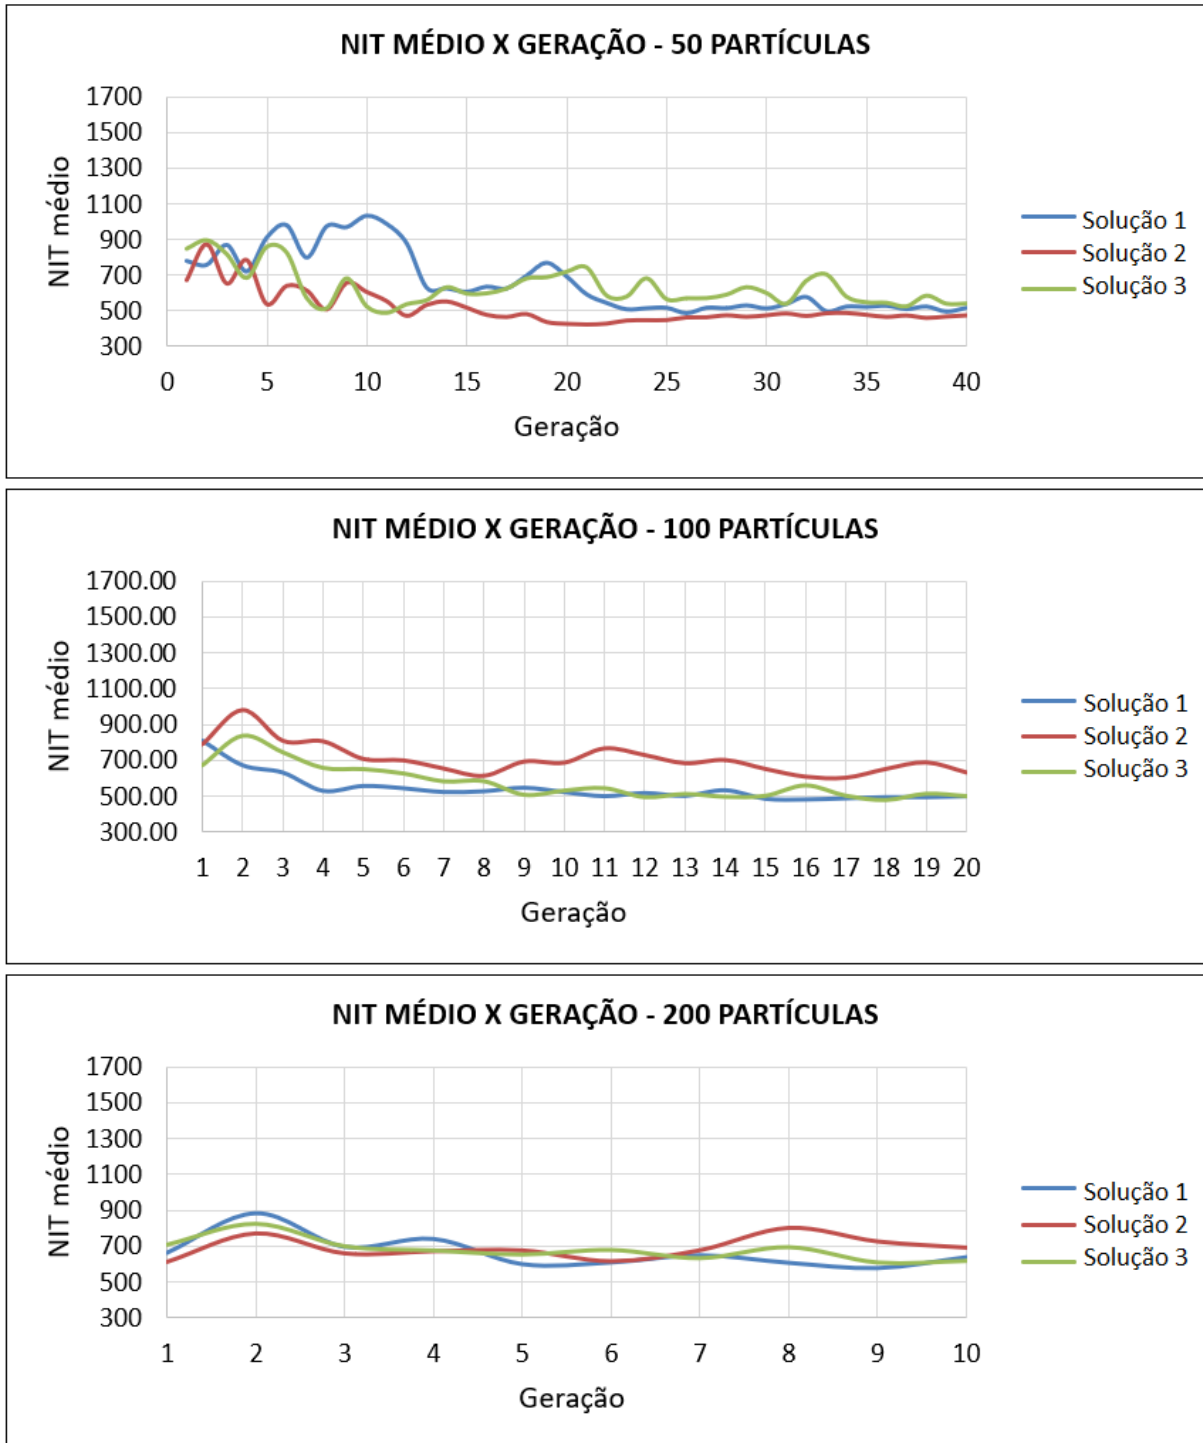 NIT MÉDIO X GERAÇÃO - 50 PARTÍCULAS
1700
1500
1300
1100
900
700
500
300
NIT médio
0 5 10 15 20 25 30 35 40
Geração
Solução 1
Solução 2
Solução 3
NIT MÉDIO X GERAÇÃO - 100 PARTÍCULAS
1700.00
1500.00
1300.00
1100.00
900.00
700.00
500.00
300.00
NIT médio
1 2 3 4 5 6 7 8 9 10 11 12 13 14 15 16 17 18 19 20
Geração
Solução 1
Solução 2
Solução 3
NIT MÉDIO X GERAÇÃO - 200 PARTÍCULAS
1700
1500
1300
1100
900
700
500
300
NIT médio
1 2 3 4 5 6 7 8 9 10
Geração
Solução 1
Solução 2
Solução 3